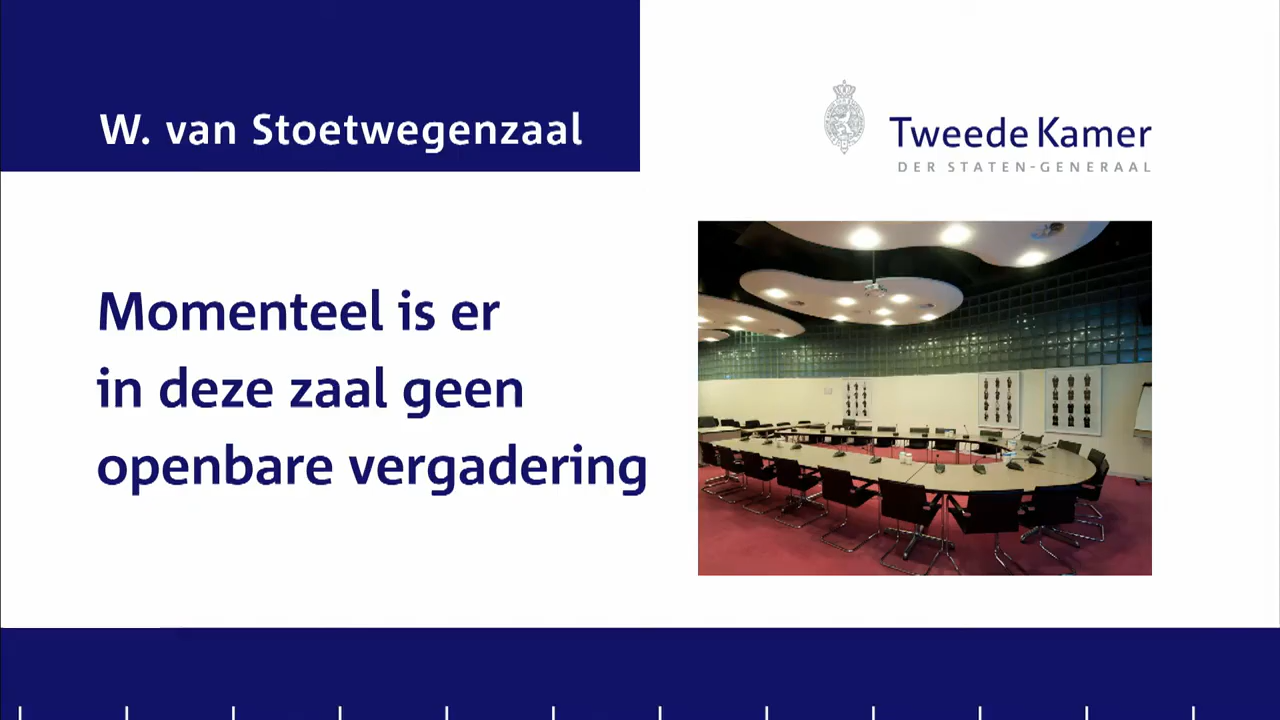 W. van Stoetwegenzaal
Tweede Kamer
DER STATEN-GENERAAL
Momenteel is er
in deze zaal geen
openbare vergadering